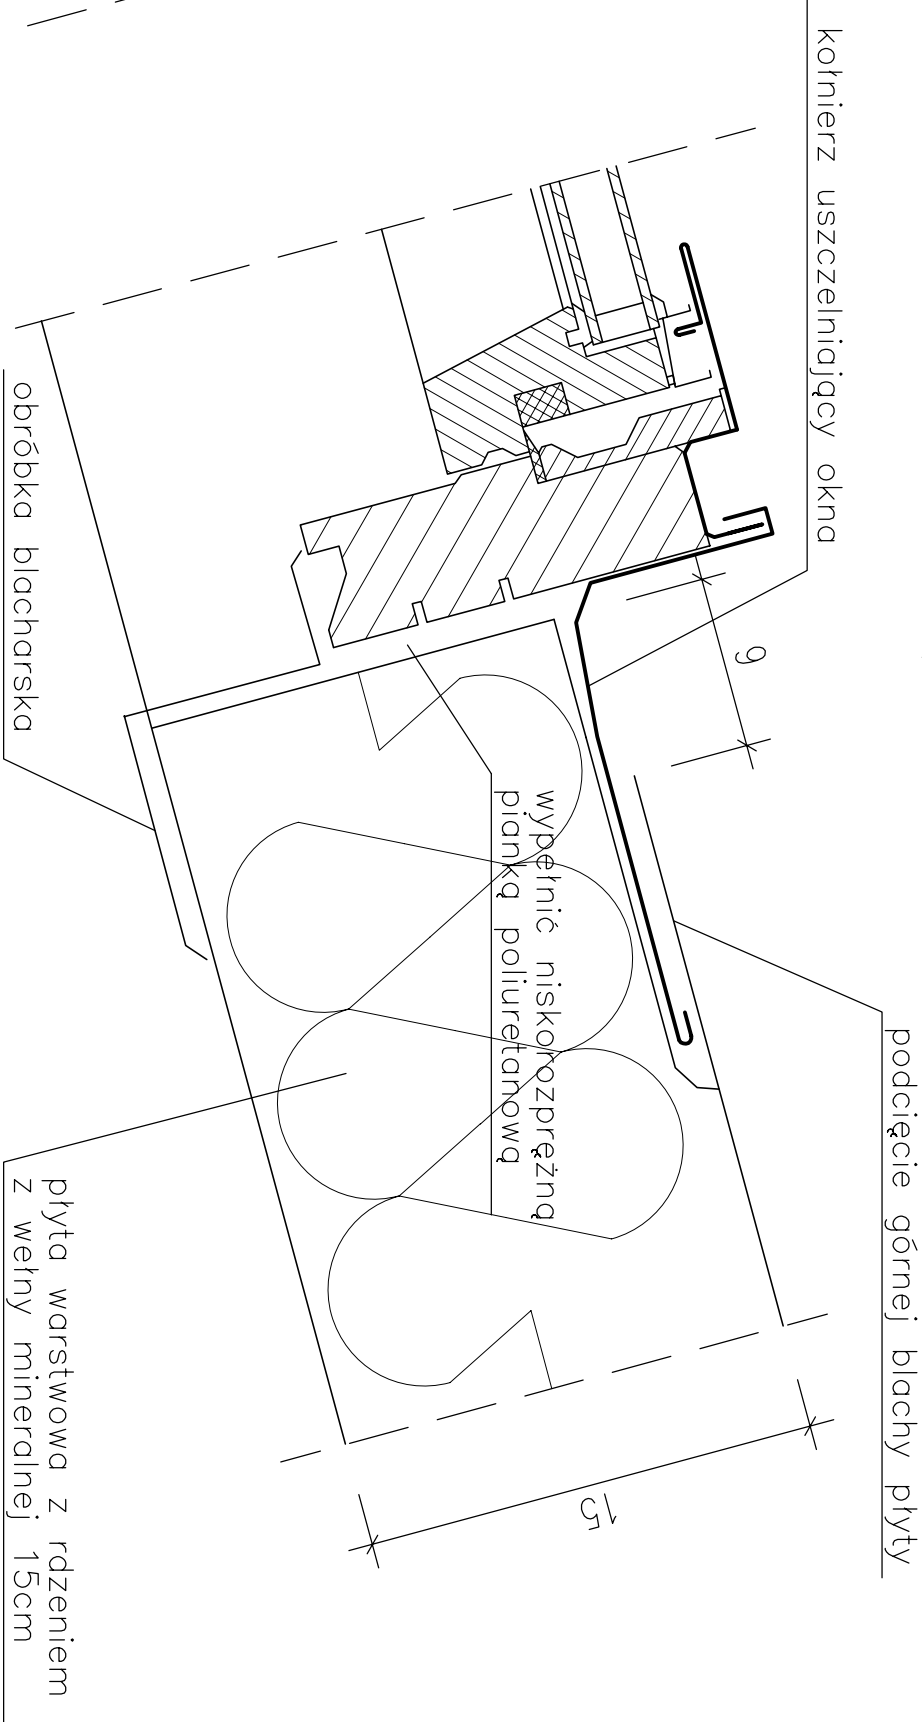 kołnierz uszczelniający okna
9
podcięcie górnej blachy płyty
wypełnić niskorozprężną
pianką poliuretanową
15
obróbka blacharska
płyta warstwowa z rdzeniem
z wełny mineralnej 15cm